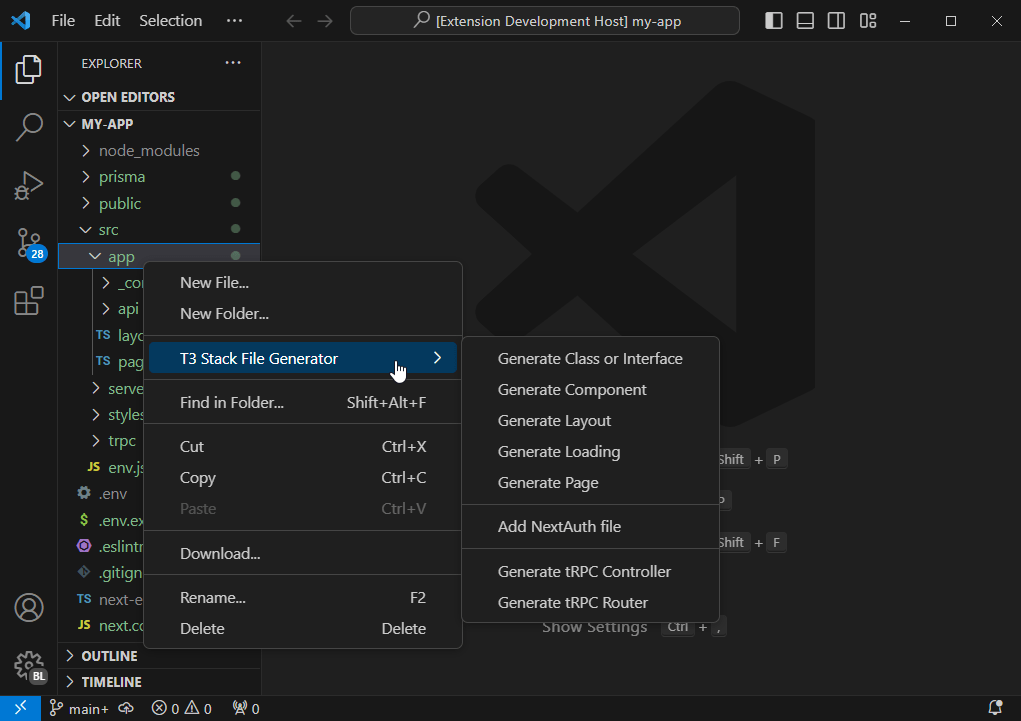 File Edit Selection ···
[Extension Development Host] my-app
EXPLORER ···
OPEN EDITORS
MY-APP
node_modules
prisma
public
src
app
_cor
api
TS layo
TS pag
serve
styles
trpc
JS env.js
.env
$ .env.ex
.eslintr
.gitign
TS next-e
JS next.co
OUTLINE
TIMELINE
28
BL
New File...
New Folder...
T3 Stack File Generator
Find in Folder... Shift+Alt+F
Cut Ctrl+X
Copy Ctrl+C
Paste Ctrl+V
Download...
Rename... F2
Delete Delete
Generate Class or Interface
Generate Component
Generate Layout
Generate Loading
Generate Page
Add NextAuth file
Generate tRPC Controller
Generate tRPC Router
Shift + P
P
Shift + F
Show Settings Ctrl + ,
main+ 0 0 0